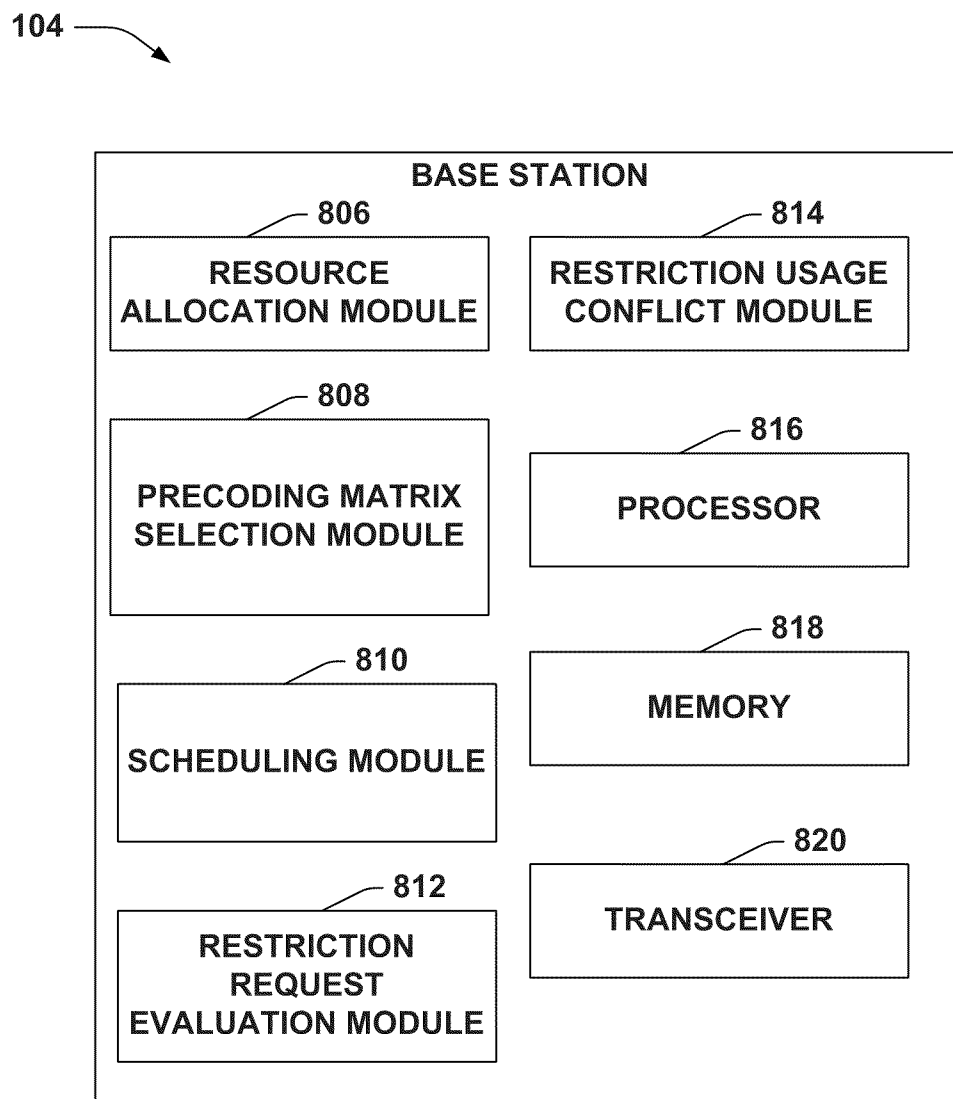 104
BASE STATION
806
RESOURCE
ALLOCATION MODULE
808
PRECODING MATRIX
SELECTION MODULE
810
SCHEDULING MODULE
812
RESTRICTION
REQUEST
EVALUATION MODULE
814
RESTRICTION USAGE
CONFLICT MODULE
816
PROCESSOR
818
MEMORY
820
TRANSCEIVER